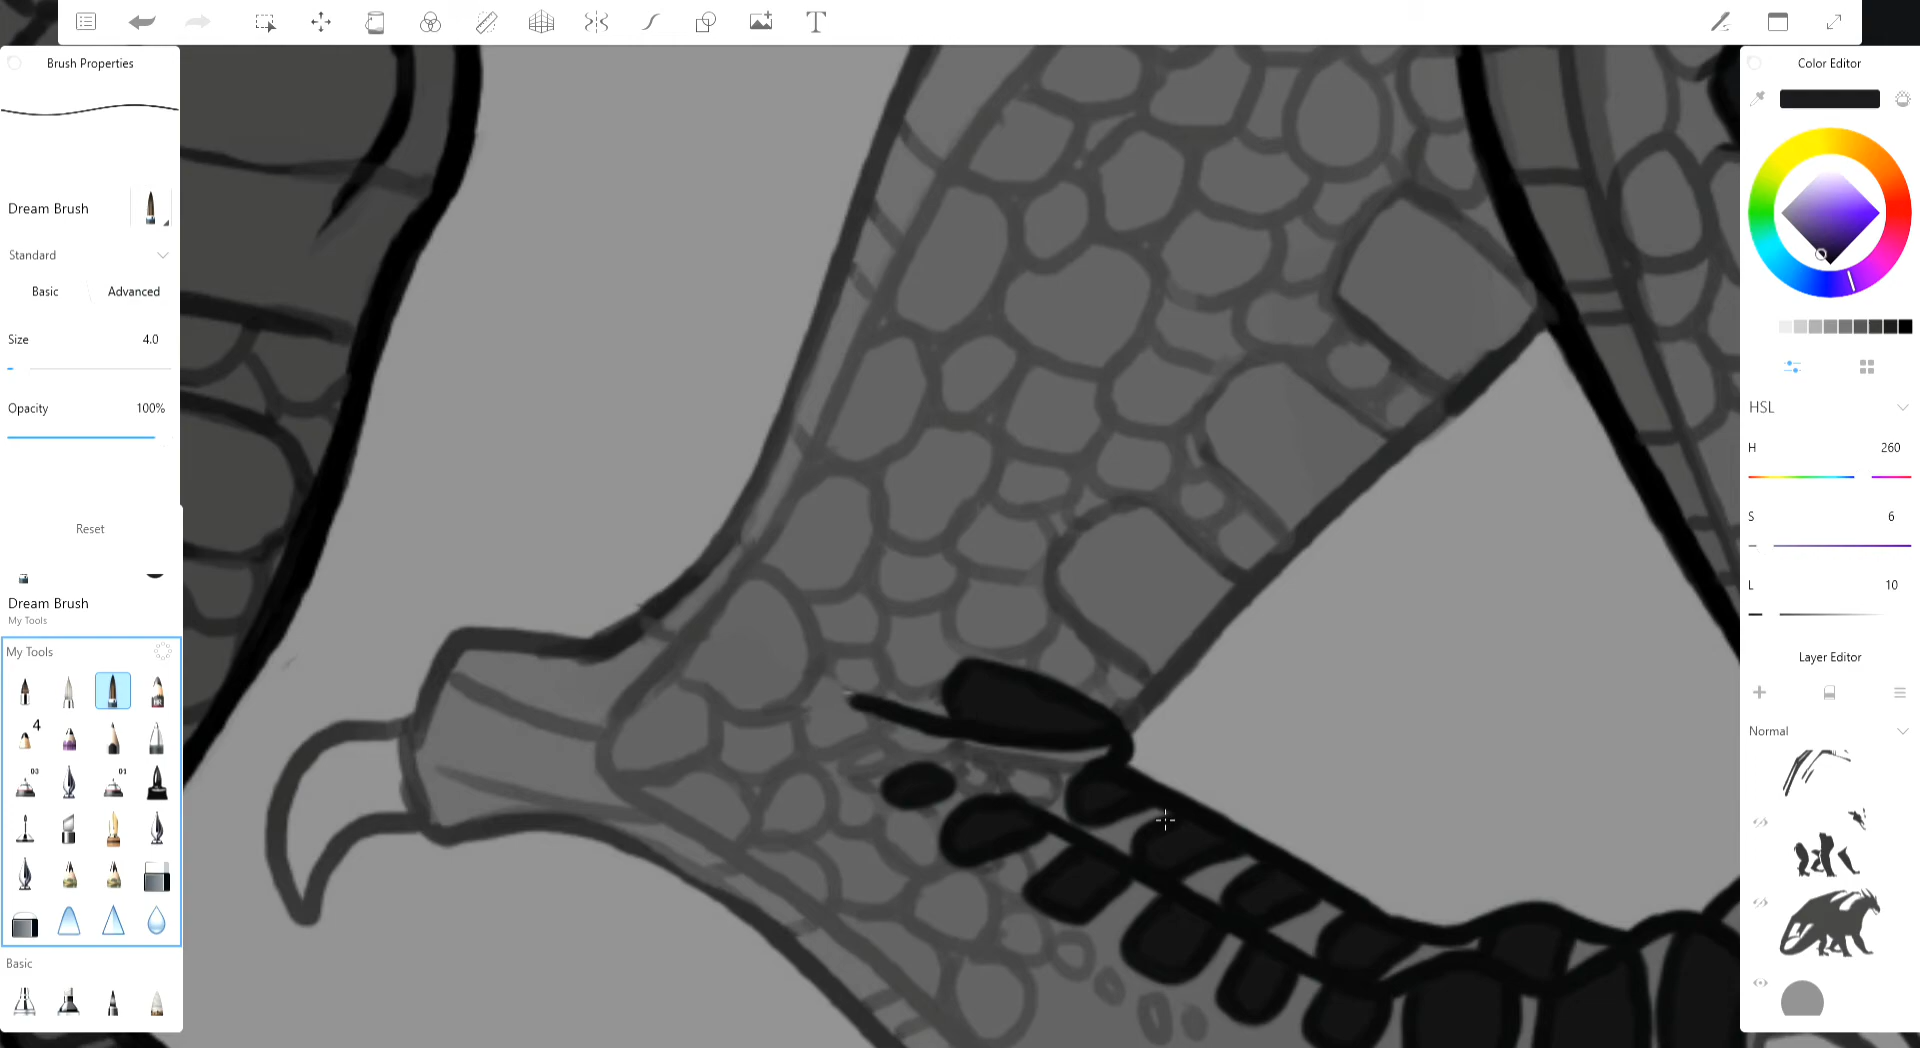 T
Brush Properties
Dream Brush
Standard
Basic
Advanced
Size
4.0
Opacity
100%
Reset
Dream Brush
My Tools
My Tools
4
03
01
Basic
Color Editor
HSL
H
260
S
6
L
10
Layer Editor
Normal